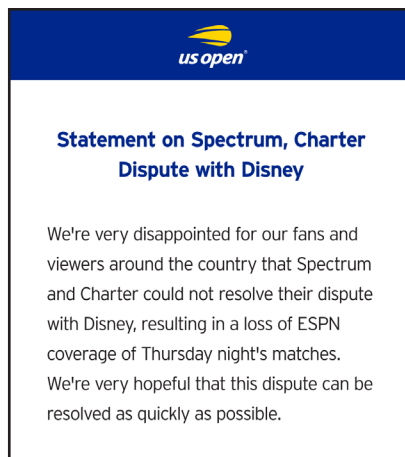 us open®
Statement on Spectrum, Charter
Dispute with Disney
We're very disappointed for our fans and
viewers around the country that Spectrum
and Charter could not resolve their dispute
with Disney, resulting in a loss of ESPN
coverage of Thursday night's matches.
We're very hopeful that this dispute can be
resolved as quickly as possible.